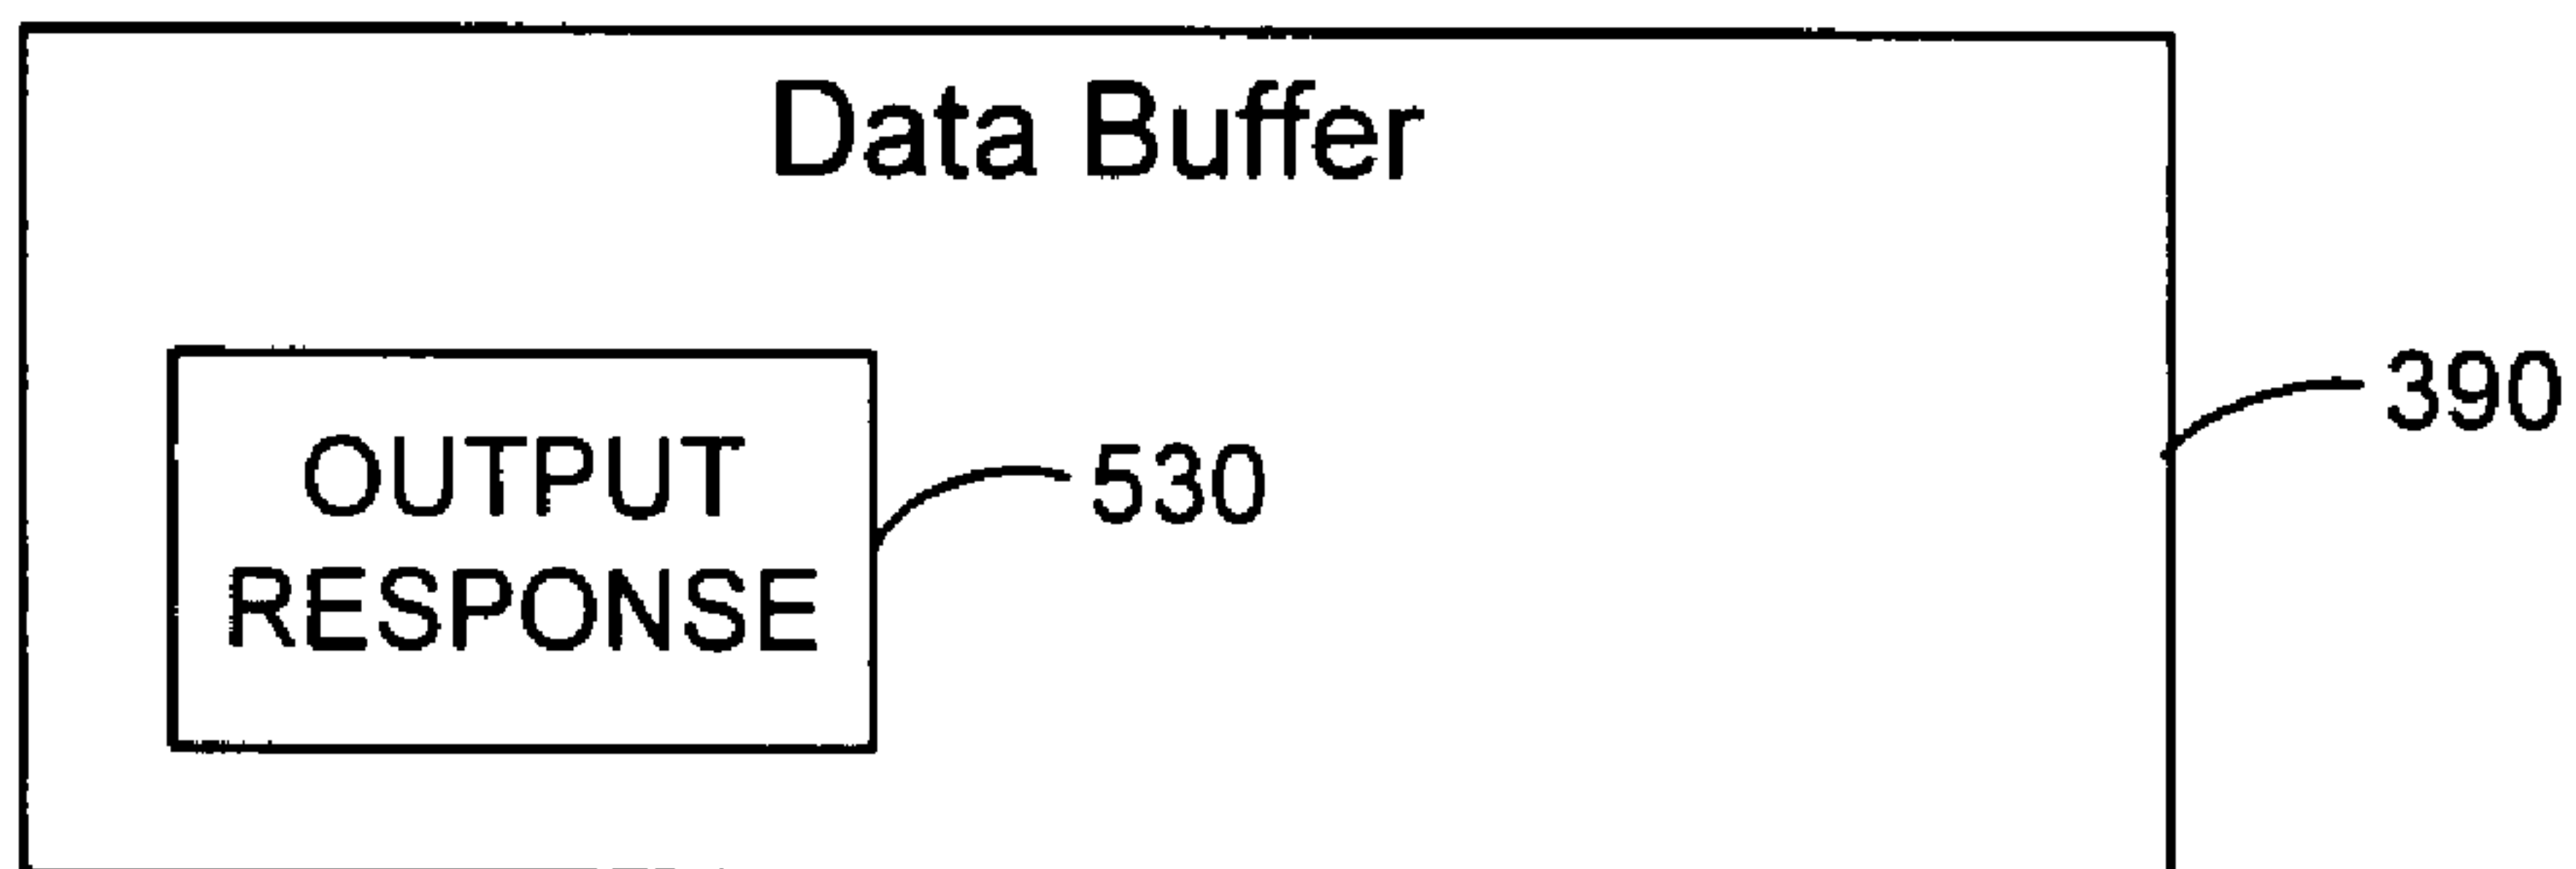 Data Buffer
390
OUTPUT
530
RESPONSE